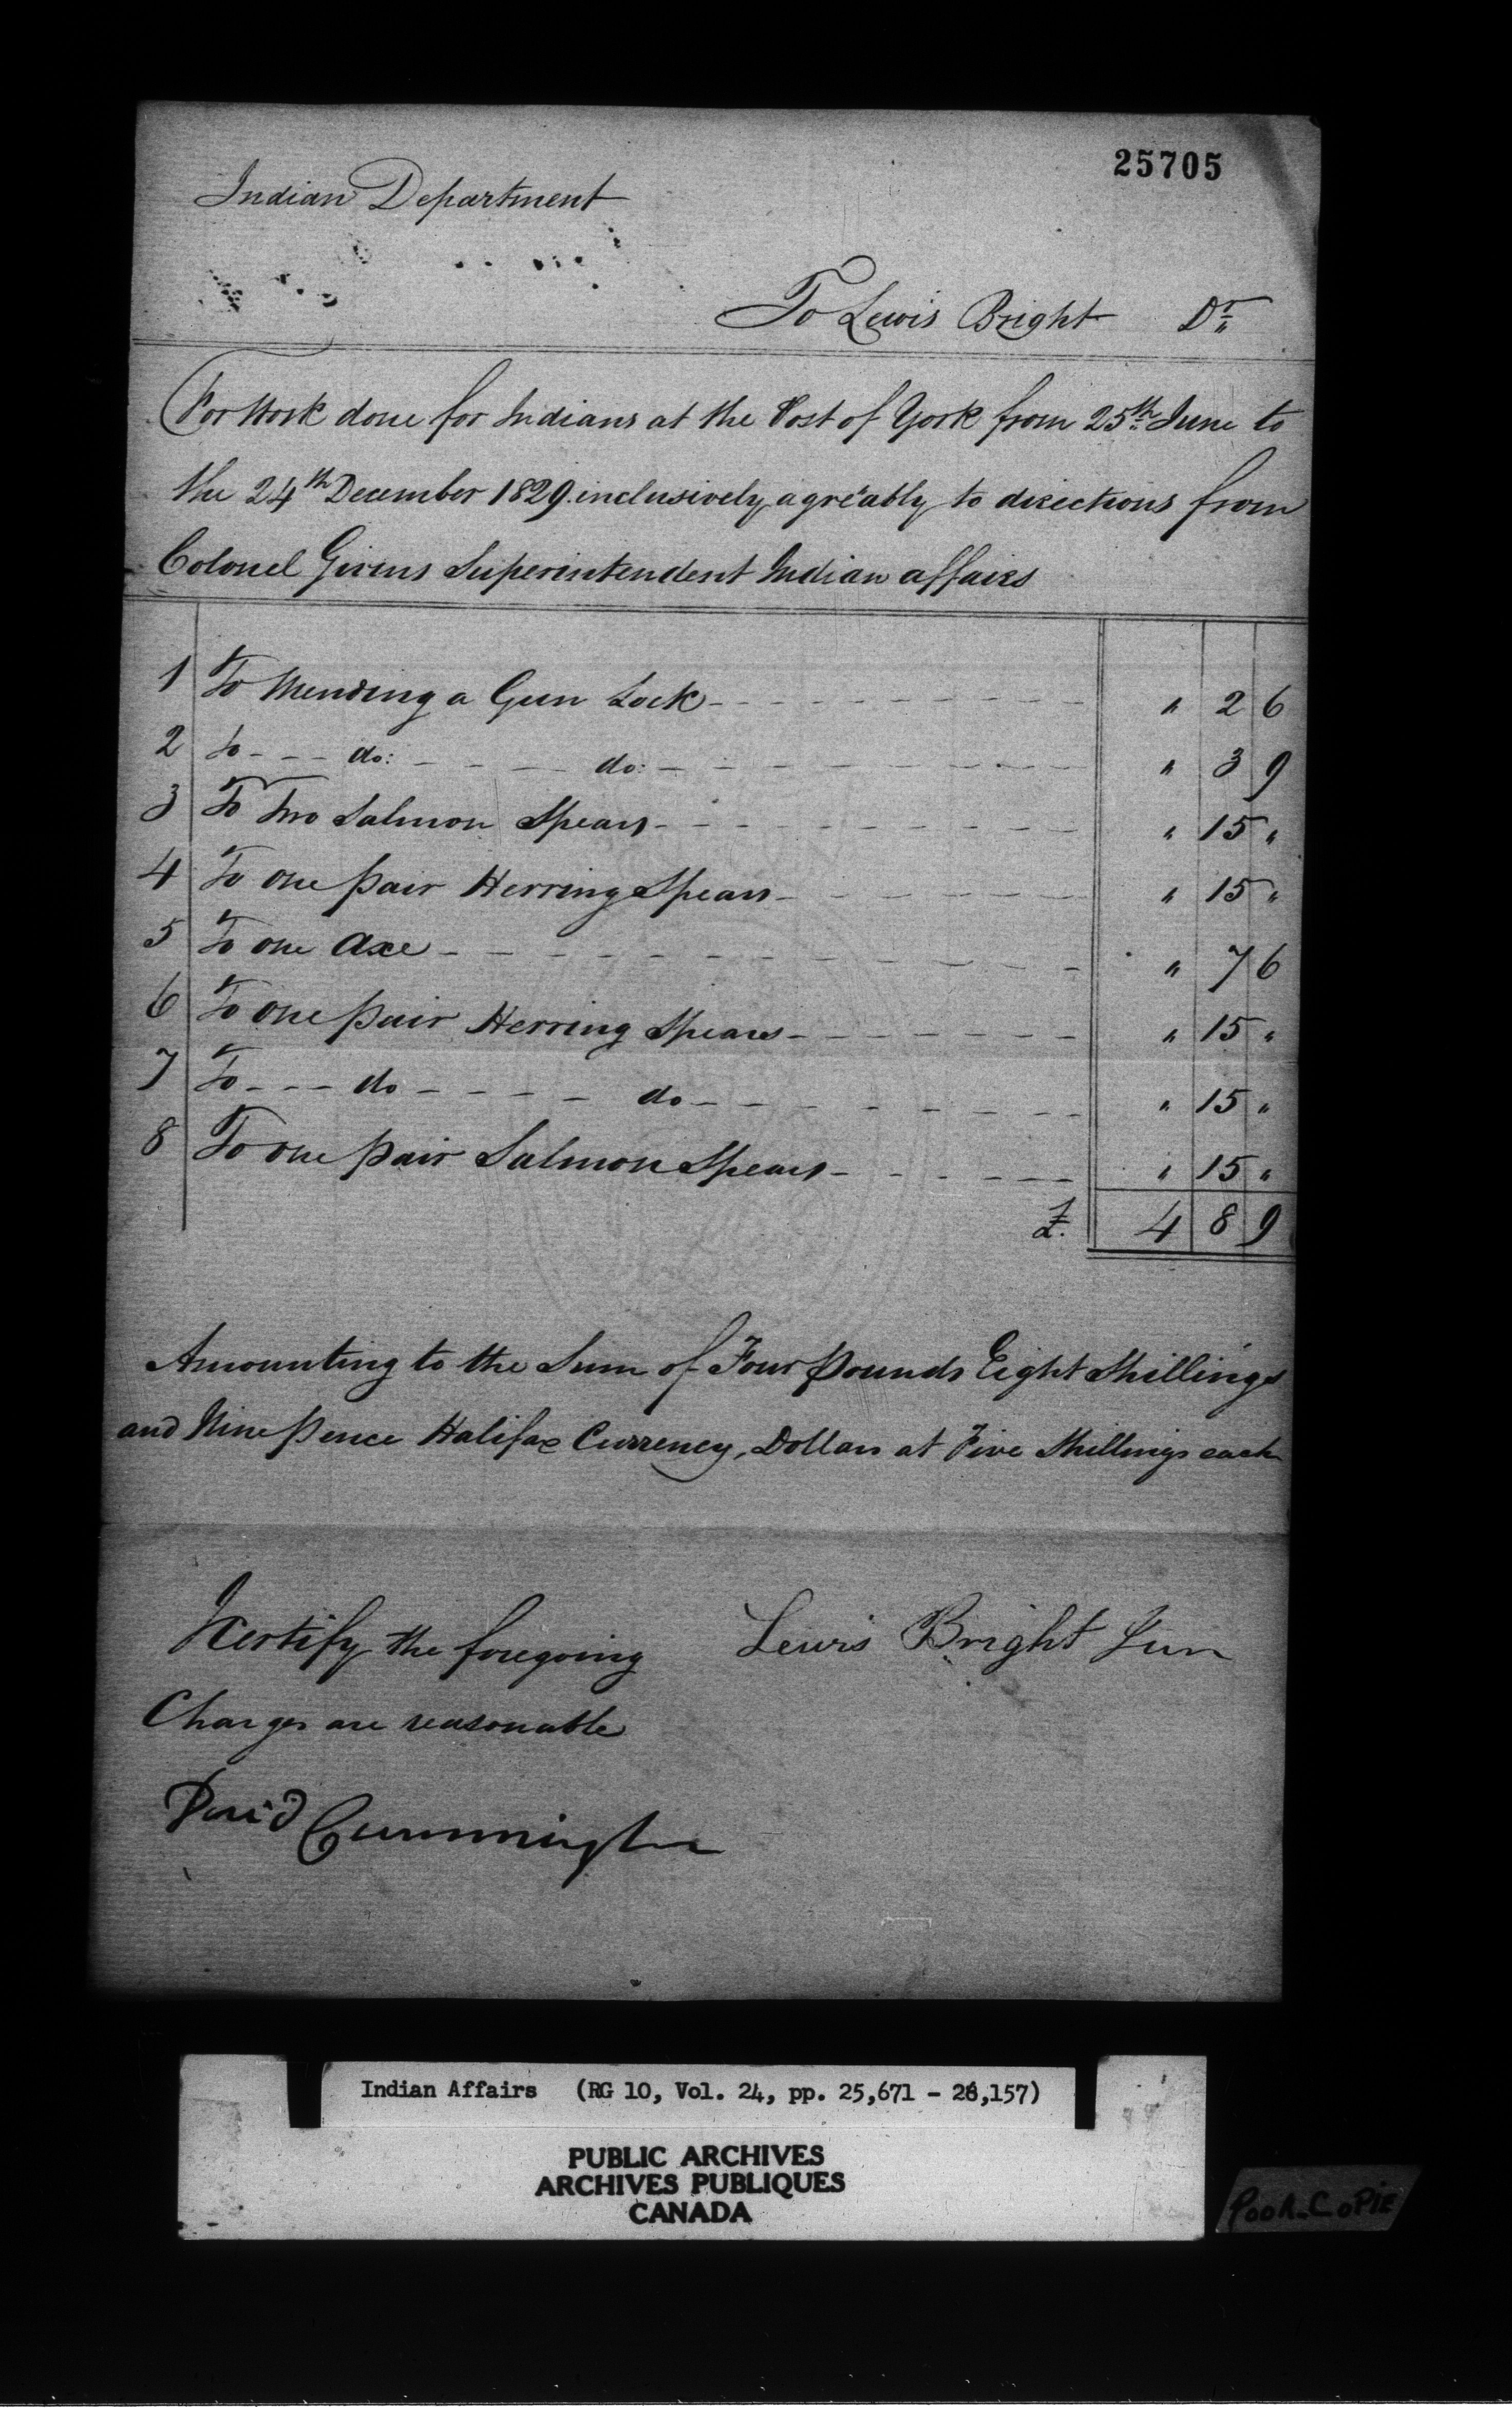 25705
Indian Department
To Lewis Bright Dr
For Work done for Indians at the Post of York from 25th June to
the 24th December 1829 inclusively agreably to directions from
Colonel Givins Superintendent Indian affairs
1 To Mending a Gun Lock - - - " 2 6
2 To - - - do: - - - do: - - - " 3 9
3 To Two Salmon Spears - - - " 15 "
4 To One pair Herring Spears - - - " 15 "
5 To One Axe - - - " 7 6
6 To One pair Herring Spears - - - " 15 "
7 To - - - do - - - do - - - " 15 "
8 To One pair Salmon Spears - - - " 15 "
£. 4 8 9
Amounting to the Sum of Four pounds Eight Shillings
and Nine pence Halifax Currency, Dollars at Five Shillings each
I Certify the foregoing
Charges are reasonable
Lewis Bright Jun
David Cunningham
Indian Affairs (RG 10, Vol. 24, pp. 25,671 - 26,157)
PUBLIC ARCHIVES
ARCHIVES PUBLIQUES
CANADA
POOR COPIE